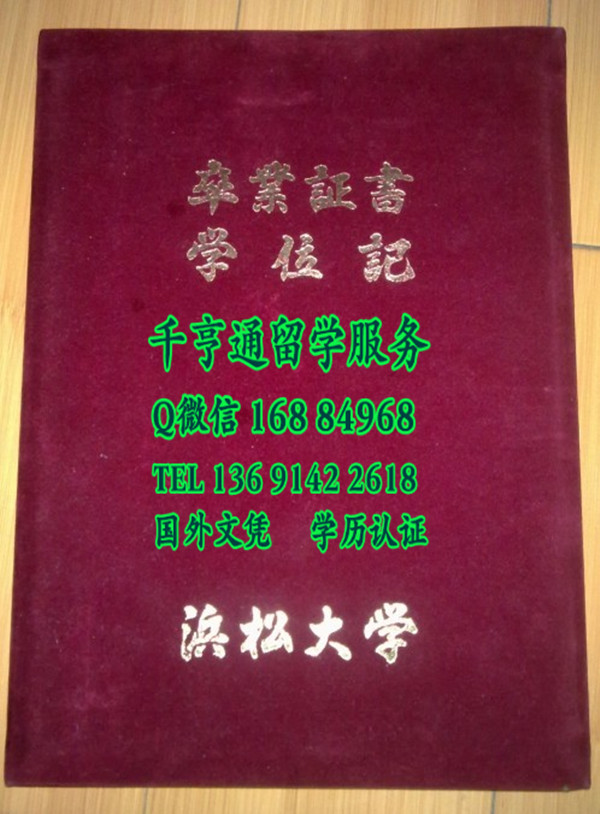 卒業証書
学位記
千亨通留学服务
Q微信 168 84968
TEL 136 9142 2618
国外文凭 学历认证
浜松大学